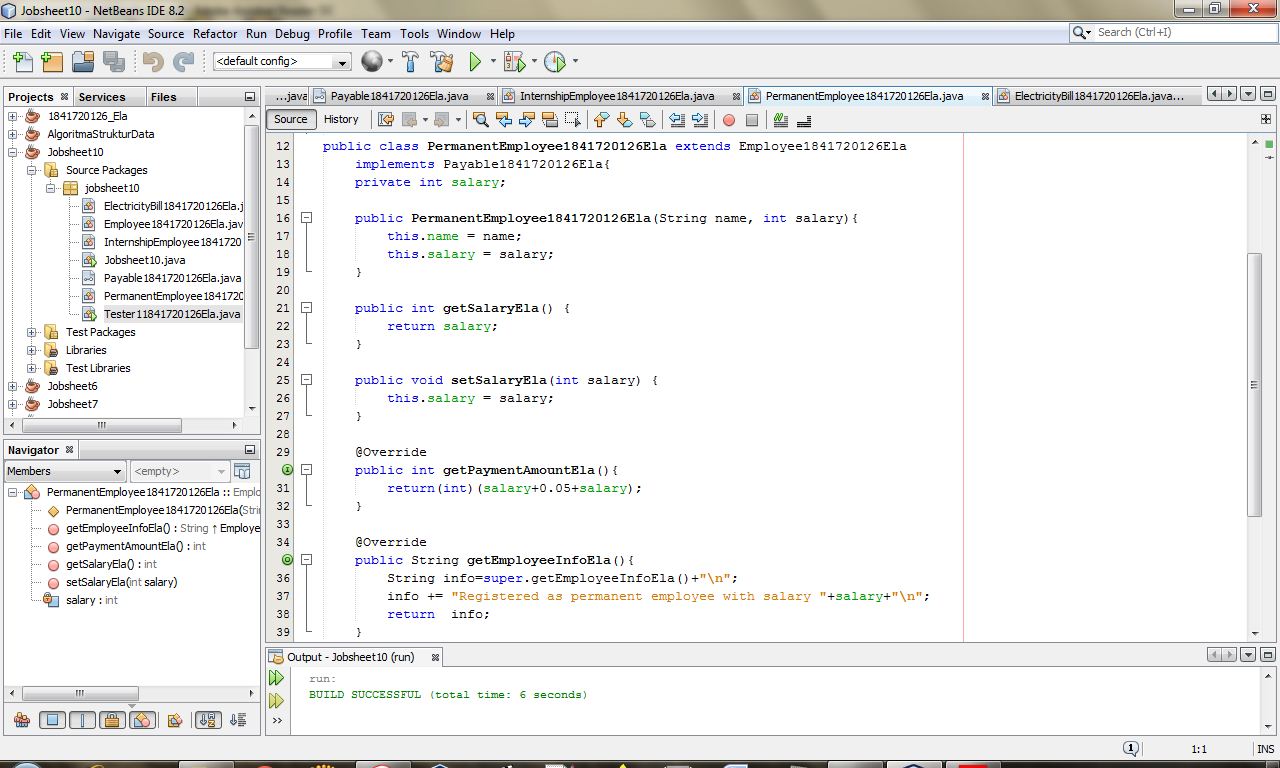 Jobsheet10 - NetBeans IDE 8.2
File Edit View Navigate Source Refactor Run Debug Profile Team Tools Window Help
Search (Ctrl+I)
<default config>
Projects Services Files
1841720126_Ela
AlgoritmaStrukturData
Jobsheet10
Source Packages
jobsheet10
ElectricityBill1841720126Ela.j
Employee1841720126Ela.jav
InternshipEmployee1841720
Jobsheet10.java
Payable1841720126Ela.java
PermanentEmployee1841720
Tester11841720126Ela.java
Test Packages
Libraries
Test Libraries
Jobsheet6
Jobsheet7
Navigator
Members <empty>
PermanentEmployee1841720126Ela :: Emplo
PermanentEmployee1841720126Ela(Stri
getEmployeeInfoEla() : String ↑ Employe
getPaymentAmountEla() : int
getSalaryEla() : int
setSalaryEla(int salary)
salary : int
...java Payable1841720126Ela.java InternshipEmployee1841720126Ela.java PermanentEmployee1841720126Ela.java ElectricityBill1841720126Ela.java...
Source History
12 public class PermanentEmployee1841720126Ela extends Employee1841720126Ela
13 implements Payable1841720126Ela{
14 private int salary;
15
16 public PermanentEmployee1841720126Ela(String name, int salary){
17 this.name = name;
18 this.salary = salary;
19 }
20
21 public int getSalaryEla() {
22 return salary;
23 }
24
25 public void setSalaryEla(int salary) {
26 this.salary = salary;
27 }
28
29 @Override
public int getPaymentAmountEla(){
31 return(int)(salary+0.05+salary);
32 }
33
34 @Override
public String getEmployeeInfoEla(){
36 String info=super.getEmployeeInfoEla()+"\n";
37 info += "Registered as permanent employee with salary "+salary+"\n";
38 return info;
39 }
Output - Jobsheet10 (run)
run:
BUILD SUCCESSFUL (total time: 6 seconds)
1 1:1 INS